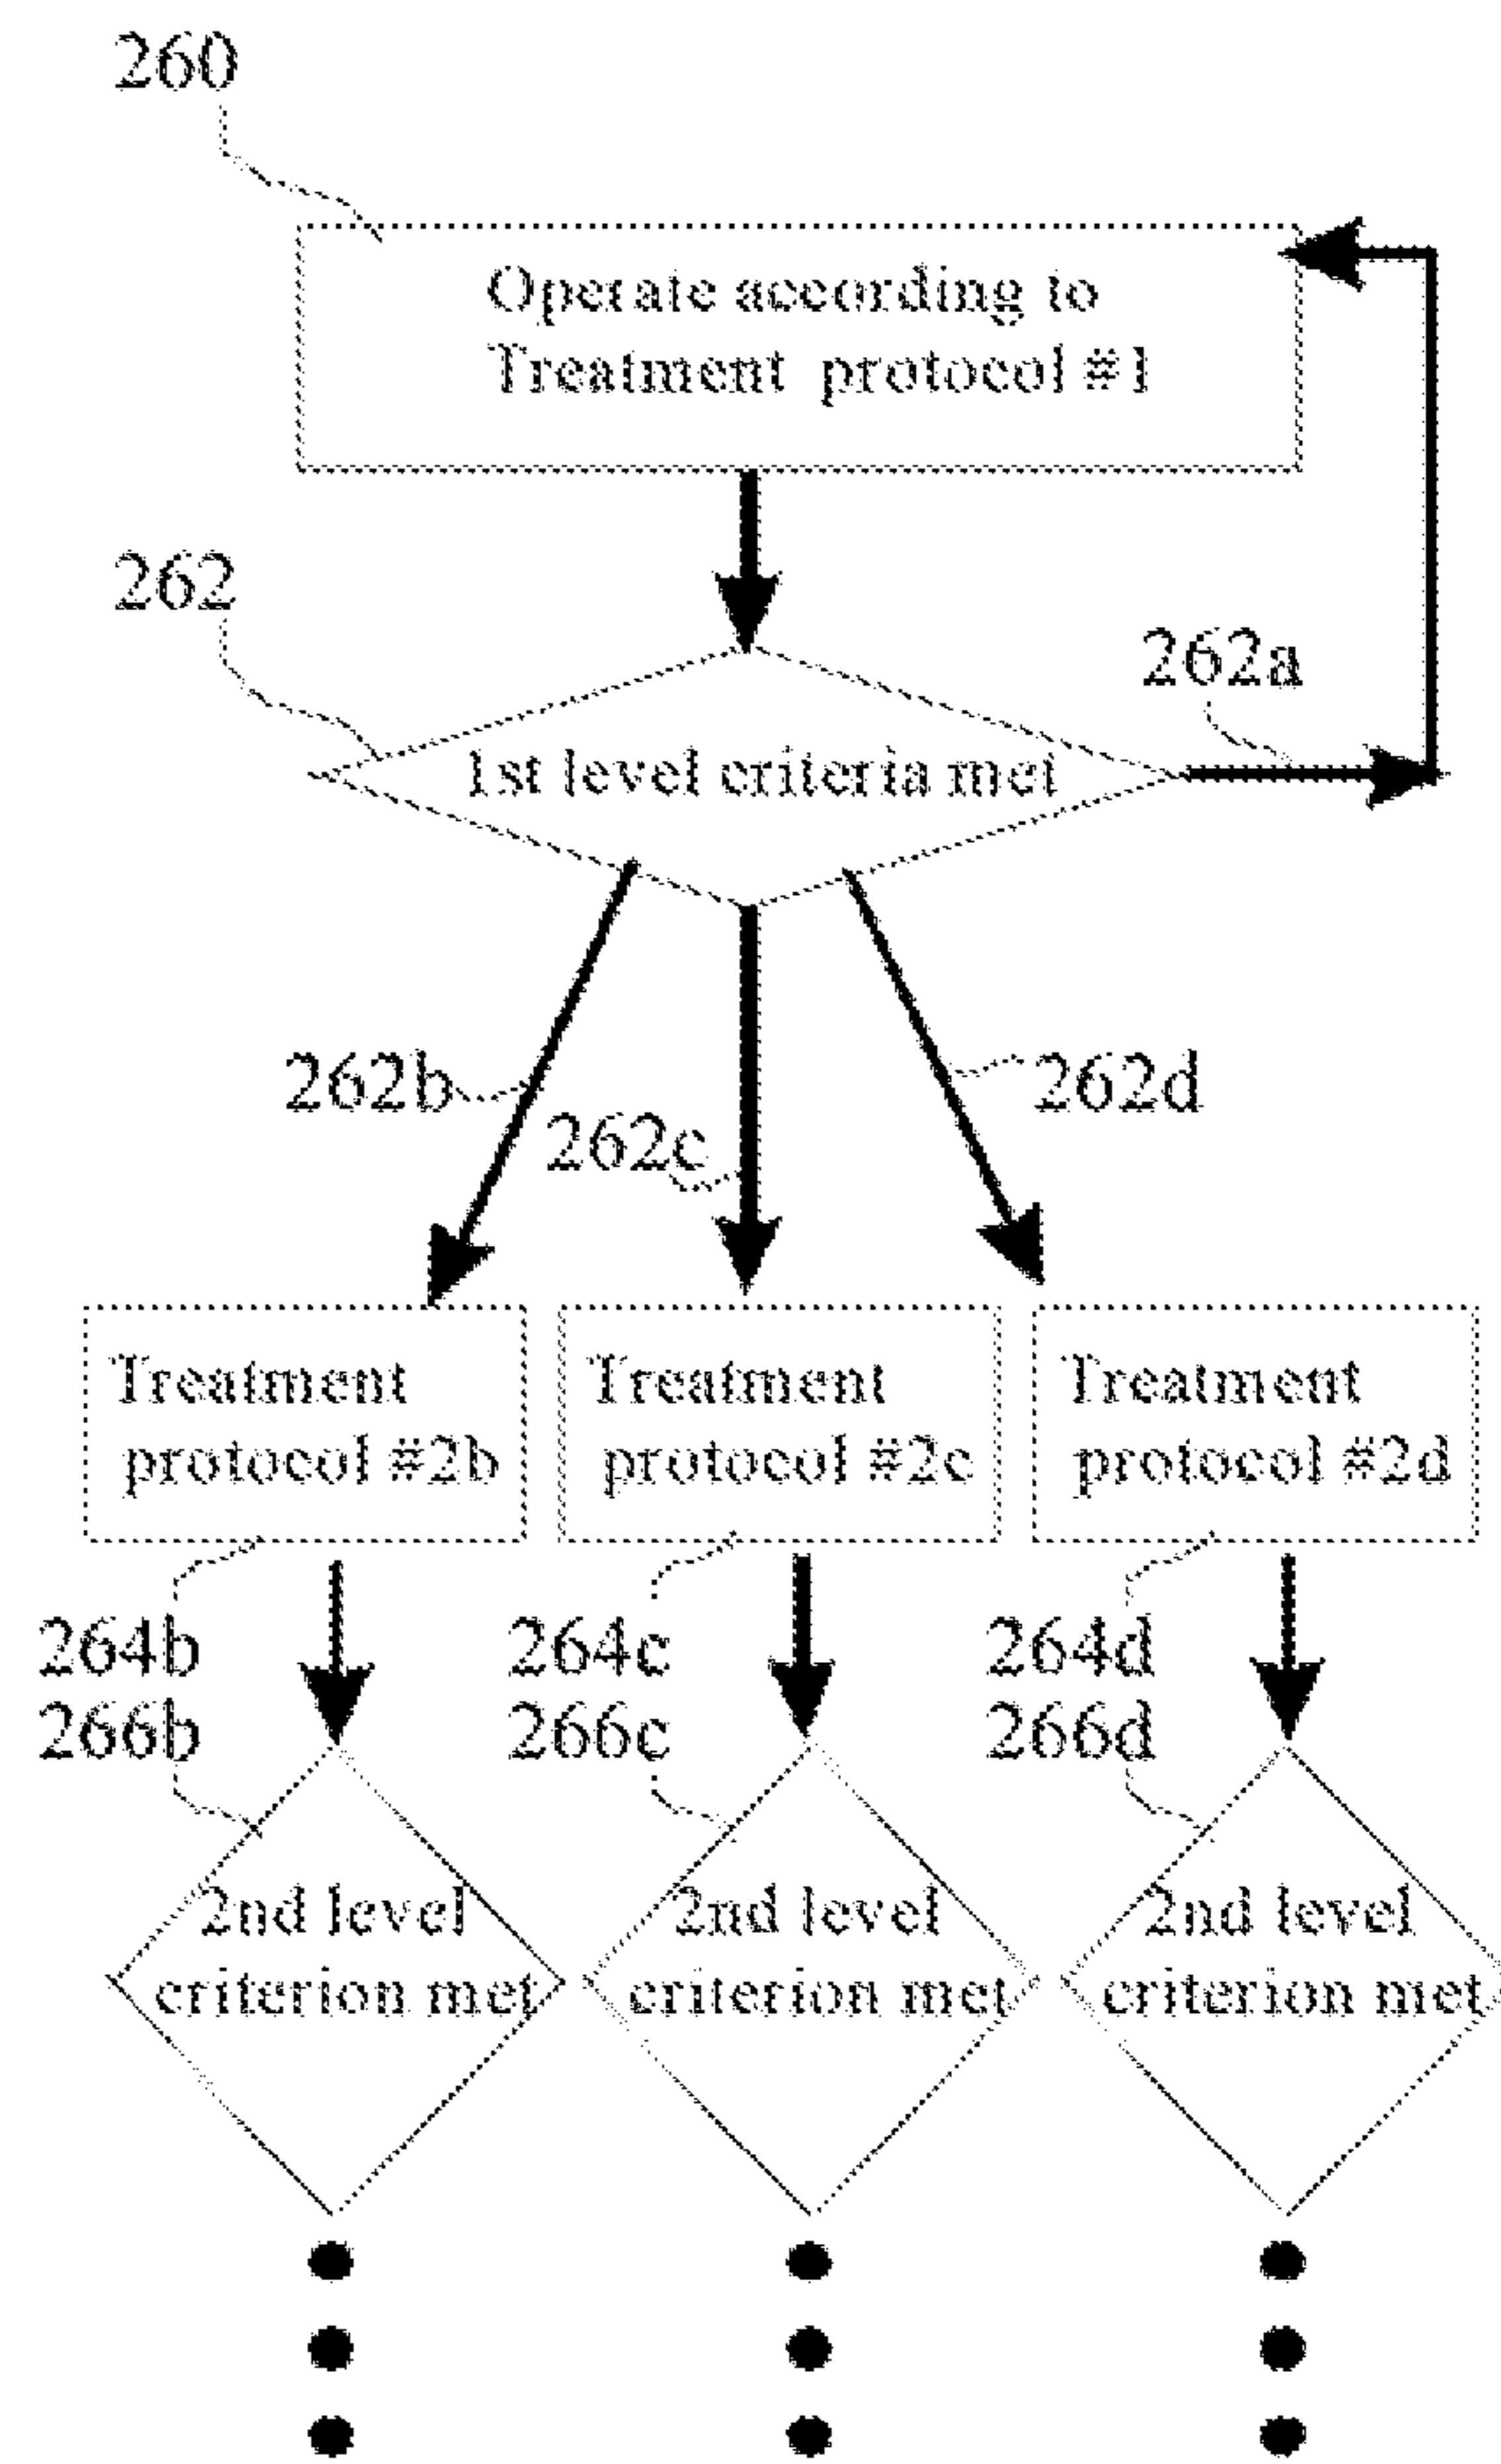 260
Operate according to
Treatment protocol #1
262
262a
1st level criteria met
262b
262d
262c
Treatment
protocol #2b
Treatment
protocol #2c
Treatment
protocol #2d
264b
264c
264d
266b
266c
266d
2nd level
criterion met
2nd level
criterion met
2nd level
criterion met